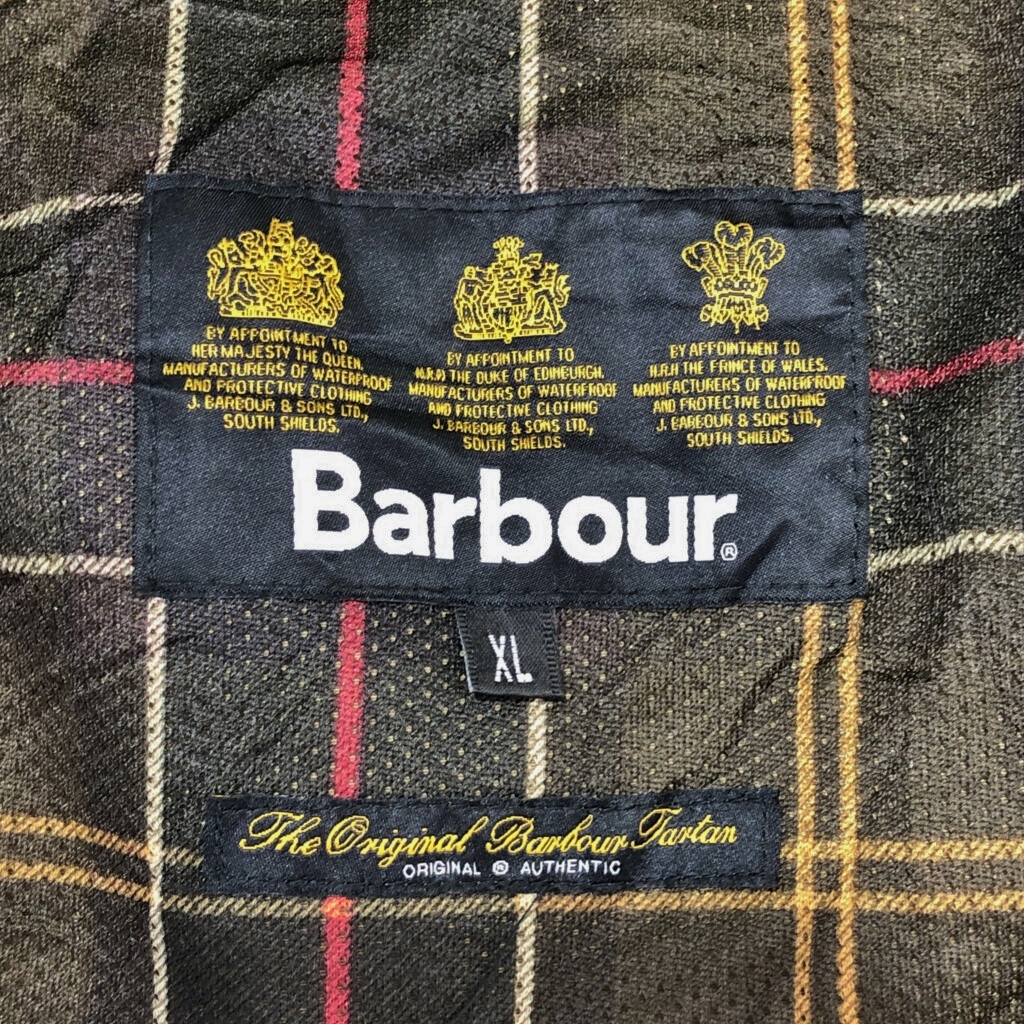 BY APPOINTMENT TO
HER MAJESTY THE QUEEN.
MANUFACTURERS OF WATERPROOF
AND PROTECTIVE CLOTHING
J. BARBOUR & SONS LTD.,
SOUTH SHIELDS.
BY APPOINTMENT TO
H.R.H THE DUKE OF EDINBURGH.
MANUFACTURERS OF WATERPROOF
AND PROTECTIVE CLOTHING
J. BARBOUR & SONS LTD.,
SOUTH SHIELDS.
BY APPOINTMENT TO
H.R.H THE PRINCE OF WALES.
MANUFACTURERS OF WATERPROOF
AND PROTECTIVE CLOTHING
J. BARBOUR & SONS LTD.,
SOUTH SHIELDS.
Barbour®
XL
The Original Barbour Tartan
ORIGINAL ® AUTHENTIC